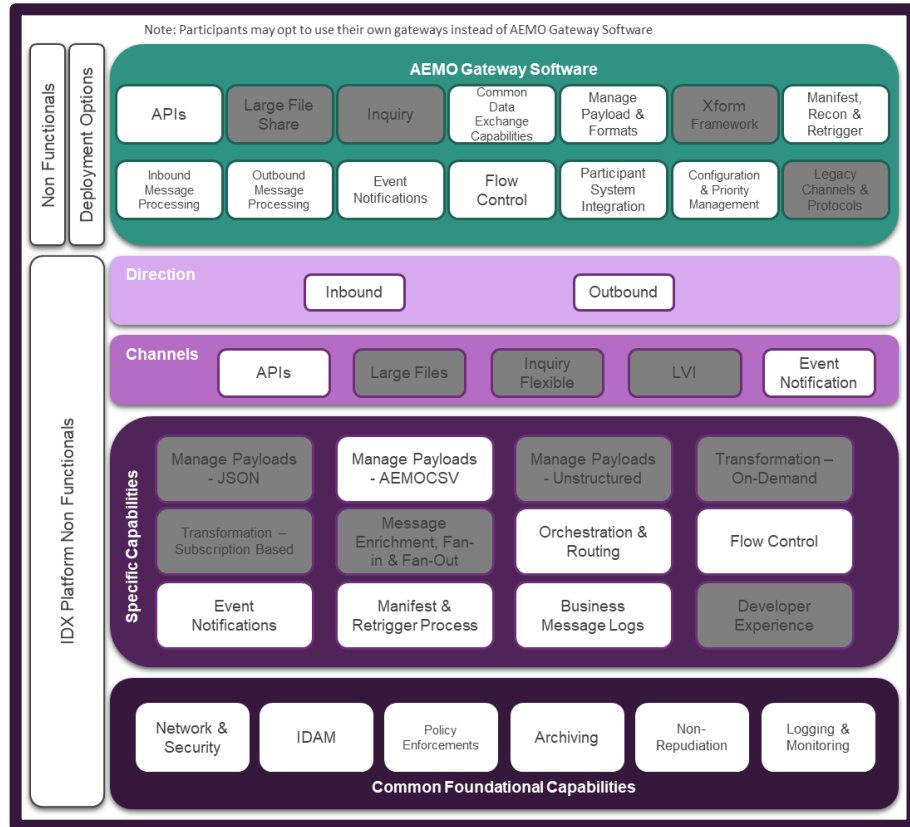 Note: Participants may opt to use their own gateways instead of AEMO Gateway Software
Non Functionals
Deployment Options
AEMO Gateway Software
APIs
Large File
Share
Inquiry
Common
Data
Exchange
Capabilities
Manage
Payload &
Formats
Xform
Framework
Manifest,
Recon &
Retrigger
Inbound
Message
Processing
Outbound
Message
Processing
Event
Notifications
Flow
Control
Participant
System
Integration
Configuration
& Priority
Management
Legacy
Channels &
Protocols
IDX Platform Non Functionals
Direction
Inbound
Outbound
Channels
APIs
Large Files
Inquiry
Flexible
LVI
Event
Notification
Specific Capabilities
Manage Payloads
- JSON
Manage Payloads
- AEMOCSV
Manage Payloads
- Unstructured
Transformation –
On-Demand
Transformation –
Subscription Based
Message
Enrichment, Fan-
in & Fan-Out
Orchestration &
Routing
Flow Control
Event
Notifications
Manifest &
Retrigger Process
Business
Message Logs
Developer
Experience
Network &
Security
IDAM
Policy
Enforcements
Archiving
Non-
Repudiation
Logging &
Monitoring
Common Foundational Capabilities